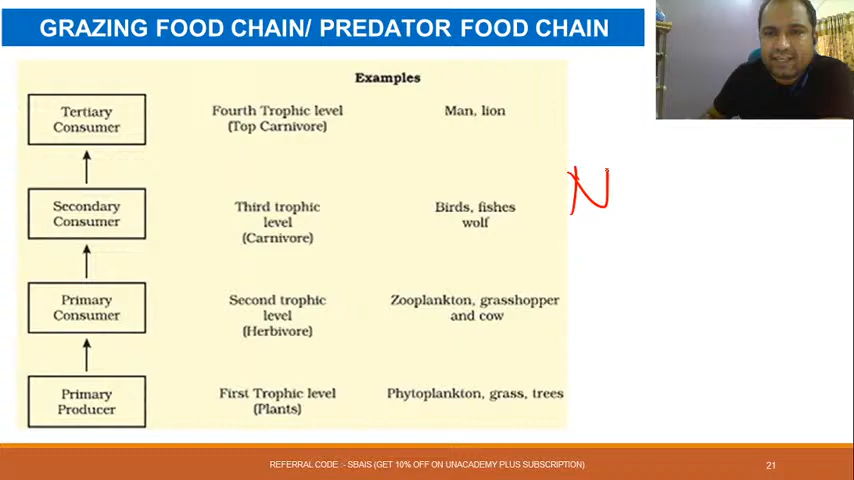 GRAZING FOOD CHAIN/ PREDATOR FOOD CHAIN
Examples
Tertiary Consumer
Fourth Trophic level
(Top Carnivore)
Man, lion
Secondary Consumer
Third trophic
level
(Carnivore)
Birds, fishes
wolf
N
Primary Consumer
Second trophic
level
(Herbivore)
Zooplankton, grasshopper
and cow
Primary Producer
First Trophic level
(Plants)
Phytoplankton, grass, trees
REFERRAL CODE :- SBAIS (GET 10% OFF ON UNACADEMY PLUS SUBSCRIPTION)
21